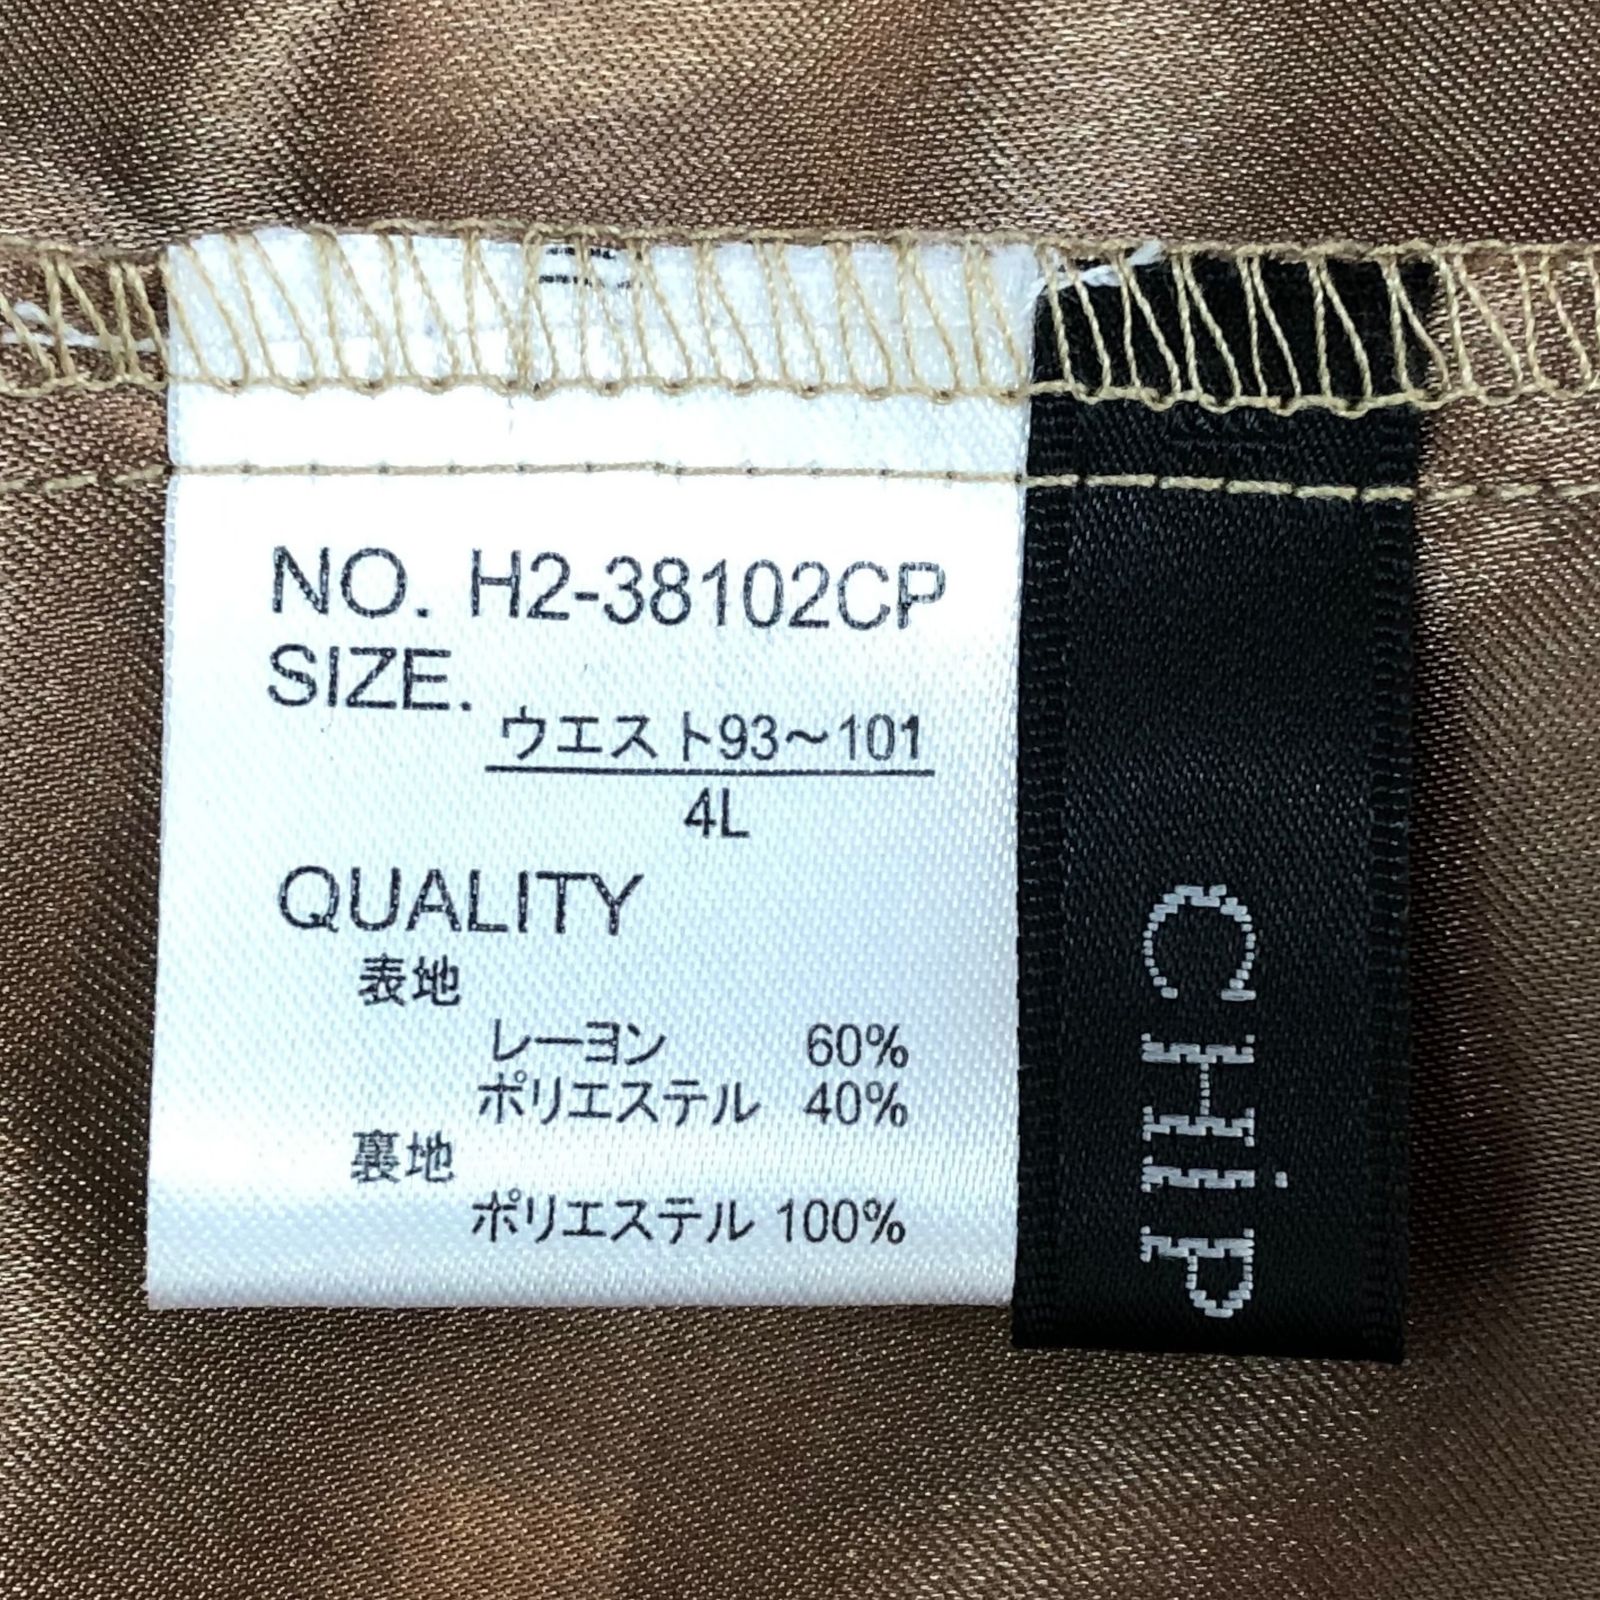 NO. H2-38102CP
SIZE.
ウエスト93～101
4L
QUALITY
表地
レーヨン 60%
ポリエステル 40%
裏地
ポリエステル 100%
CHiP